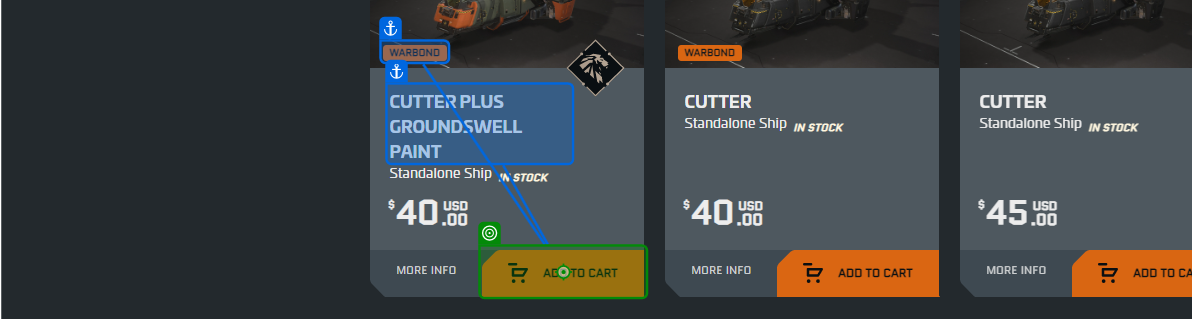 WARBOND
CUTTER PLUS
GROUNDSWELL
PAINT
Standalone Ship IN STOCK
$40 USD .00
MORE INFO
ADD TO CART
WARBOND
CUTTER
Standalone Ship IN STOCK
$40 USD .00
MORE INFO
ADD TO CART
CUTTER
Standalone Ship IN STOCK
$45 USD .00
MORE INFO
ADD TO CA